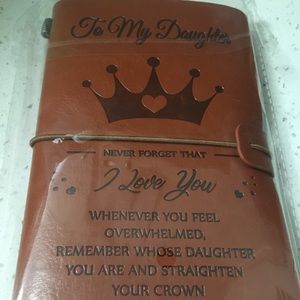 To My Daughter
NEVER FORGET THAT
I Love You
WHENEVER YOU FEEL
OVERWHELMED,
REMEMBER WHOSE DAUGHTER
YOU ARE AND STRAIGHTEN
YOUR CROWN